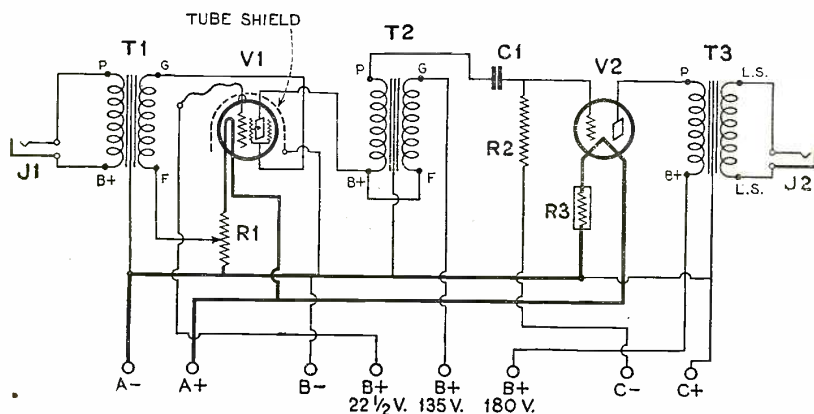 TUBE SHIELD
T1 V1 T2 C1 V2 T3
P G P G P L.S.
J1 B+ F B+ F R2 B+ L.S. J2
R1 R3
A- A+ B- B+ B+ B+ C- C+
22 1/2 V. 135 V. 180 V.